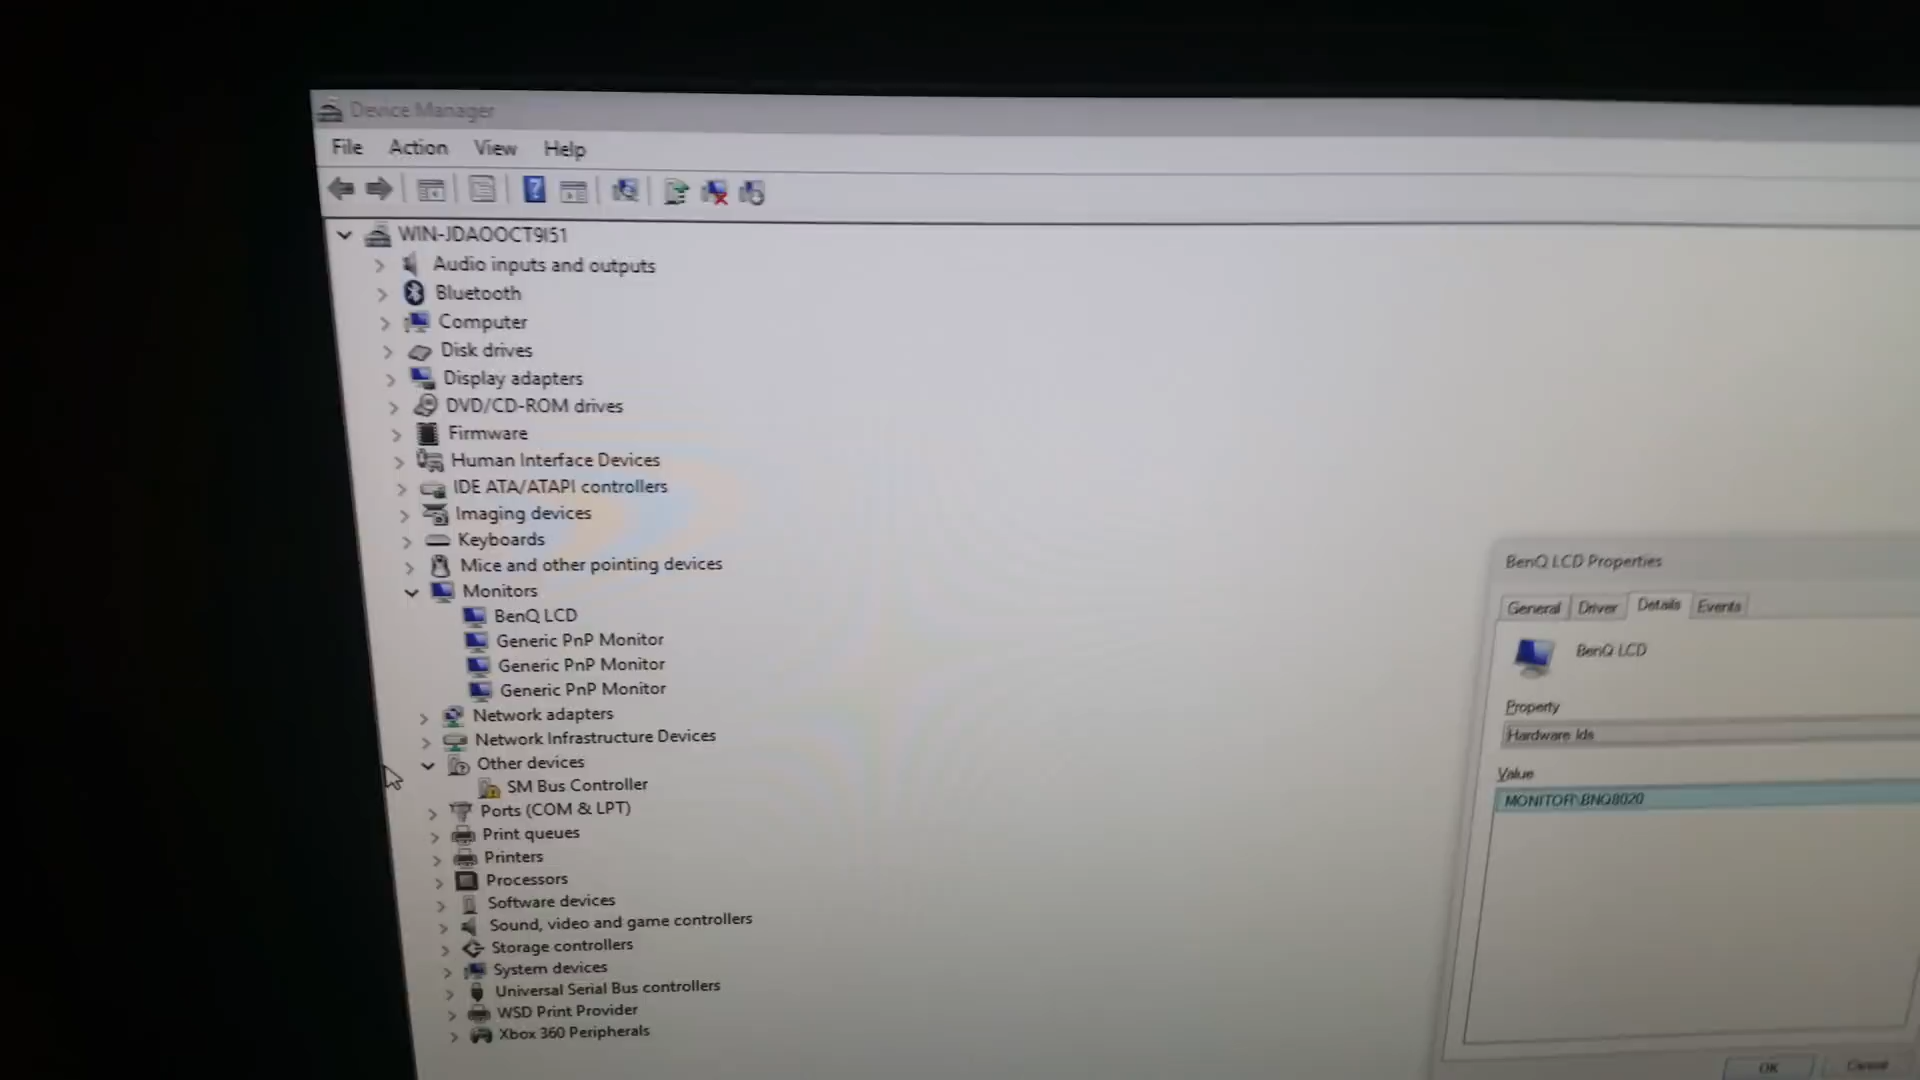 Device Manager
File Action View Help
WIN-JDAOOCT9I51
Audio inputs and outputs
Bluetooth
Computer
Disk drives
Display adapters
DVD/CD-ROM drives
Firmware
Human Interface Devices
IDE ATA/ATAPI controllers
Imaging devices
Keyboards
Mice and other pointing devices
Monitors
BenQ LCD
Generic PnP Monitor
Generic PnP Monitor
Generic PnP Monitor
Network adapters
Network Infrastructure Devices
Other devices
SM Bus Controller
Ports (COM & LPT)
Print queues
Printers
Processors
Software devices
Sound, video and game controllers
Storage controllers
System devices
Universal Serial Bus controllers
WSD Print Provider
Xbox 360 Peripherals
BenQ LCD Properties
General Driver Details Events
BenQ LCD
Property
Hardware Ids
Value
MONITOR\BNQ8020
OK Cancel